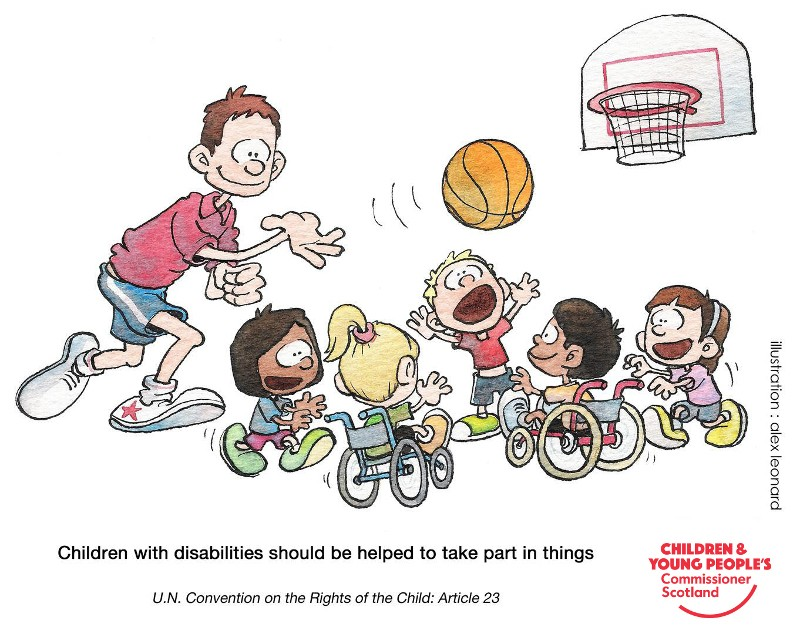 illustration : alex leonard
Children with disabilities should be helped to take part in things
U.N. Convention on the Rights of the Child: Article 23
CHILDREN &
YOUNG PEOPLE'S
Commissioner
Scotland